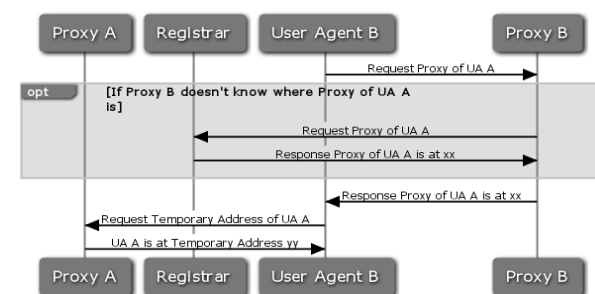 Proxy A Registrar User Agent B Proxy B
Request Proxy of UA A
opt [If Proxy B doesn't know where Proxy of UA A
is]
Request Proxy of UA A
Response Proxy of UA A is at xx
Response Proxy of UA A is at xx
Request Temporary Address of UA A
UA A is at Temporary Address yy
Proxy A Registrar User Agent B Proxy B